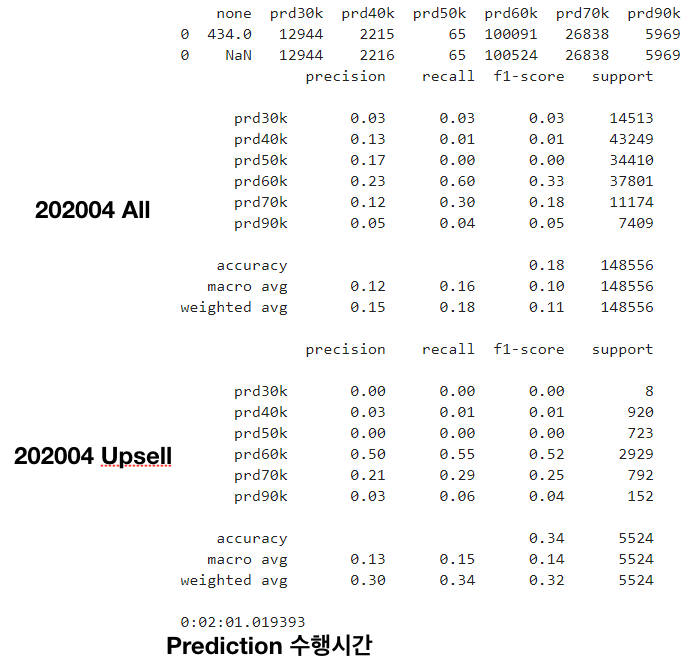 none prd30k prd40k prd50k prd60k prd70k prd90k
0 434.0 12944 2215 65 100091 26838 5969
0 NaN 12944 2216 65 100524 26838 5969
precision recall f1-score support
prd30k 0.03 0.03 0.03 14513
prd40k 0.13 0.01 0.01 43249
prd50k 0.17 0.00 0.00 34410
prd60k 0.23 0.60 0.33 37801
202004 All
prd70k 0.12 0.30 0.18 11174
prd90k 0.05 0.04 0.05 7409
accuracy 0.18 148556
macro avg 0.12 0.16 0.10 148556
weighted avg 0.15 0.18 0.11 148556
precision recall f1-score support
prd30k 0.00 0.00 0.00 8
prd40k 0.03 0.01 0.01 920
prd50k 0.00 0.00 0.00 723
202004 Upsell
prd60k 0.50 0.55 0.52 2929
prd70k 0.21 0.29 0.25 792
prd90k 0.03 0.06 0.04 152
accuracy 0.34 5524
macro avg 0.13 0.15 0.14 5524
weighted avg 0.30 0.34 0.32 5524
0:02:01.019393
Prediction 수행시간